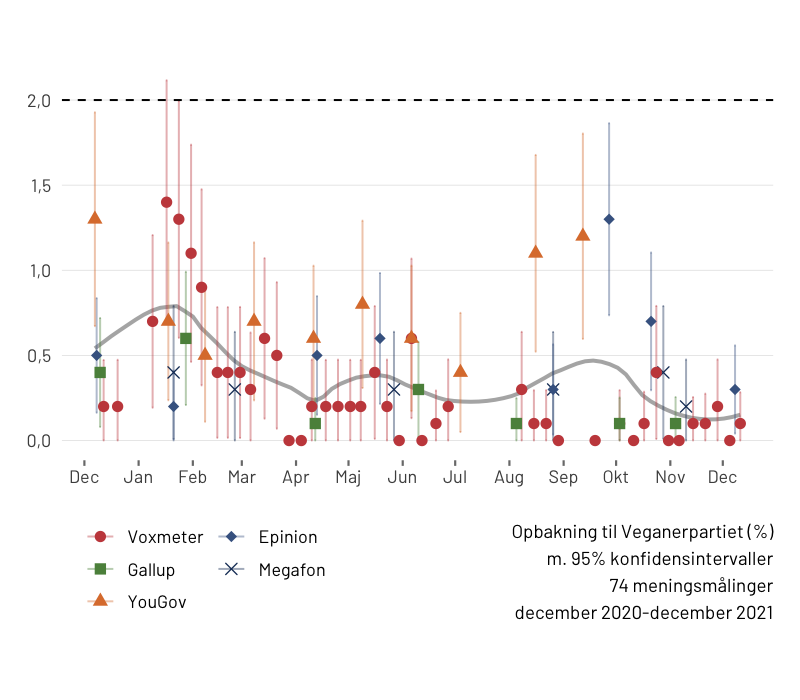 2,0
1,5
1,0
0,5
0,0
Dec Jan Feb Mar Apr Maj Jun Jul Aug Sep Okt Nov Dec
Voxmeter Epinion
Gallup Megafon
YouGov
Opbakning til Veganerpartiet (%)
m. 95% konfidensintervaller
74 meningsmålinger
december 2020-december 2021